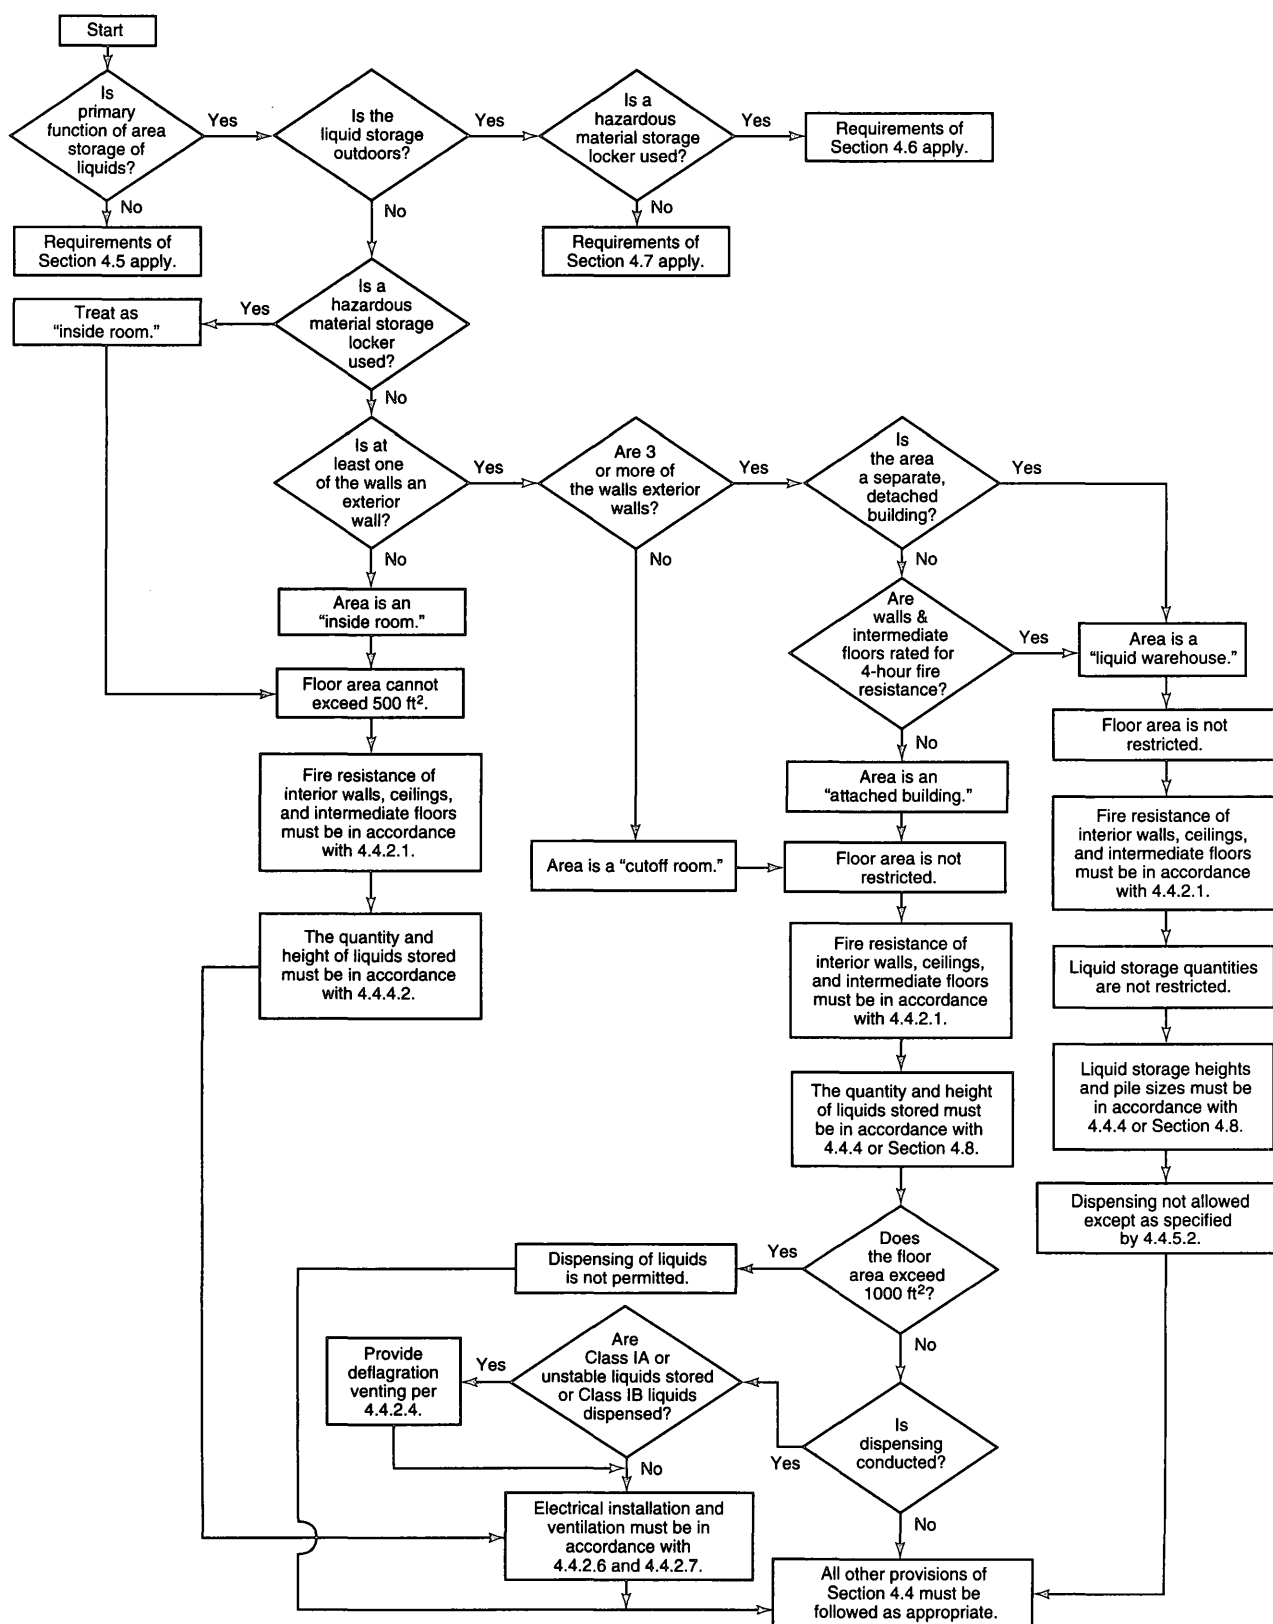 Start
Is
primary
function of area
storage of
liquids?
Yes
No
Requirements of
Section 4.5 apply.
Is the
liquid storage
outdoors?
Yes
No
Is a
hazardous
material storage
locker used?
Yes
No
Requirements of
Section 4.6 apply.
Requirements of
Section 4.7 apply.
Is a
hazardous
material storage
locker
used?
Yes
No
Treat as
“inside room.”
Is at
least one
of the walls an
exterior
wall?
Yes
No
Are 3
or more of
the walls exterior
walls?
Yes
No
Is
the area
a separate,
detached
building?
Yes
No
Area is an
“inside room.”
Floor area cannot
exceed 500 ft².
Fire resistance of
interior walls, ceilings,
and intermediate floors
must be in accordance
with 4.4.2.1.
The quantity and
height of liquids stored
must be in accordance
with 4.4.4.2.
Are
walls &
intermediate
floors rated for
4-hour fire
resistance?
Yes
No
Area is a
“liquid warehouse.”
Floor area is not
restricted.
Fire resistance of
interior walls, ceilings,
and intermediate floors
must be in accordance
with 4.4.2.1.
Liquid storage quantities
are not restricted.
Liquid storage heights
and pile sizes must be
in accordance with
4.4.4 or Section 4.8.
Dispensing not allowed
except as specified
by 4.4.5.2.
Area is an
“attached building.”
Area is a “cutoff room.”
Floor area is not
restricted.
Fire resistance of
interior walls, ceilings,
and intermediate floors
must be in accordance
with 4.4.2.1.
The quantity and height
of liquids stored must
be in accordance with
4.4.4 or Section 4.8.
Does
the floor
area exceed
1000 ft²?
Yes
No
Dispensing of liquids
is not permitted.
Is
dispensing
conducted?
Yes
No
Are
Class IA or
unstable liquids stored
or Class IB liquids
dispensed?
Yes
No
Provide
deflagration
venting per
4.4.2.4.
Electrical installation and
ventilation must be in
accordance with
4.4.2.6 and 4.4.2.7.
All other provisions of
Section 4.4 must be
followed as appropriate.